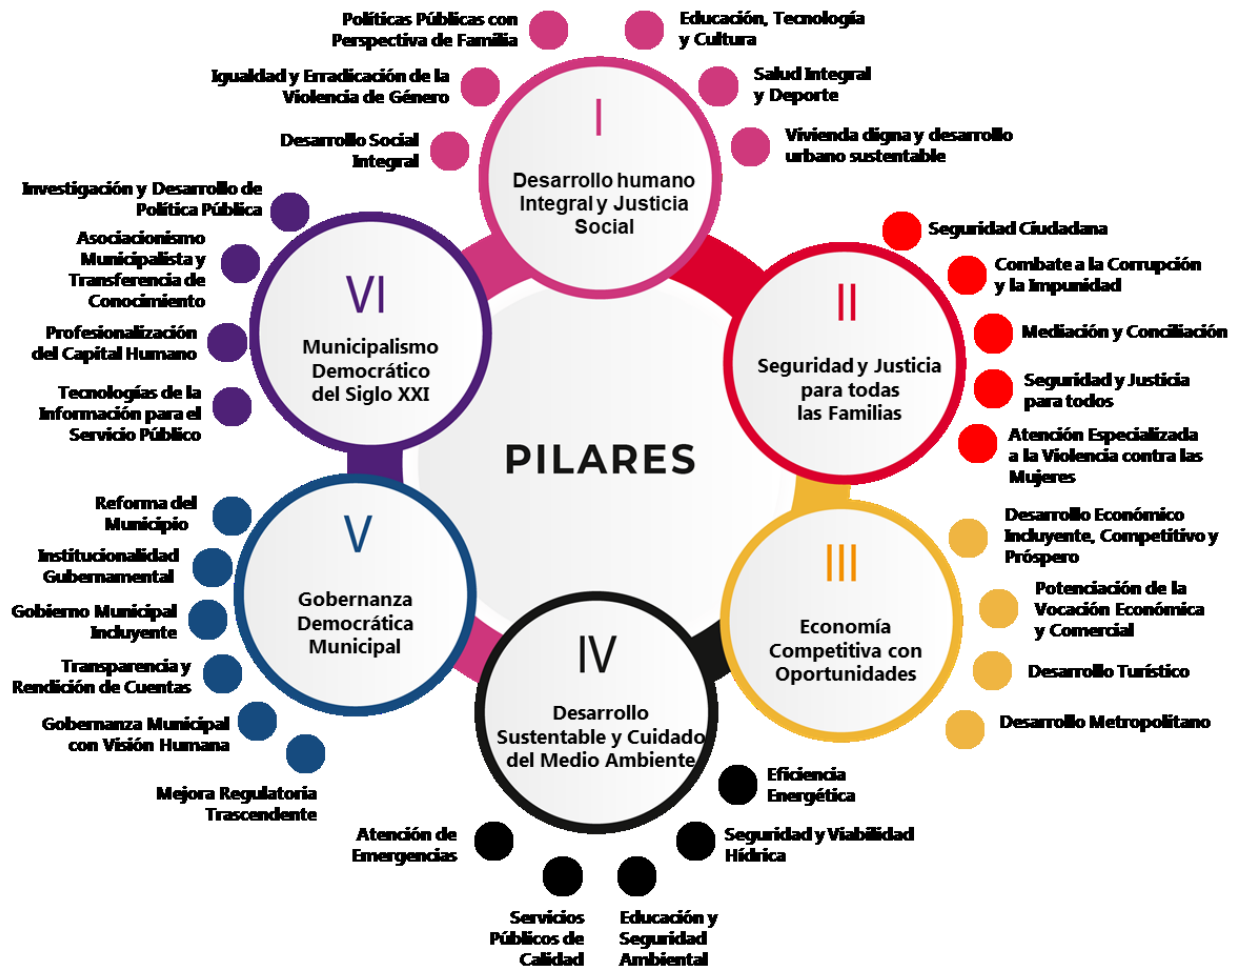 Políticas Públicas con
Perspectiva de Familia
Igualdad y Erradicación de la
Violencia de Género
Desarrollo Social
Integral
Educación, Tecnología
y Cultura
Salud Integral
y Deporte
Vivienda digna y desarrollo
urbano sustentable
I
Desarrollo humano
Integral y Justicia
Social
Seguridad Ciudadana
Combate a la Corrupción
y la Impunidad
Mediación y Conciliación
Seguridad y Justicia
para todos
Atención Especializada
a la Violencia contra las
Mujeres
II
Seguridad y Justicia
para todas
las Familias
PILARES
III
Economía
Competitiva con
Oportunidades
Desarrollo Económico
Incluyente, Competitivo y
Próspero
Potenciación de la
Vocación Económica
y Comercial
Desarrollo Turístico
Desarrollo Metropolitano
IV
Desarrollo
Sustentable y Cuidado
del Medio Ambiente
Eficiencia
Energética
Seguridad y Viabilidad
Hídrica
Educación y
Seguridad
Ambiental
Servicios
Públicos de
Calidad
Atención de
Emergencias
V
Gobernanza
Democrática
Municipal
Reforma del
Municipio
Institucionalidad
Gubernamental
Gobierno Municipal
Incluyente
Transparencia y
Rendición de Cuentas
Gobernanza Municipal
con Visión Humana
Mejora Regulatoria
Trascendente
VI
Municipalismo
Democrático
del Siglo XXI
Investigación y Desarrollo de
Política Pública
Asociacionismo
Municipalista y
Transferencia de
Conocimiento
Profesionalización
del Capital Humano
Tecnologías de la
Información para el
Servicio Público